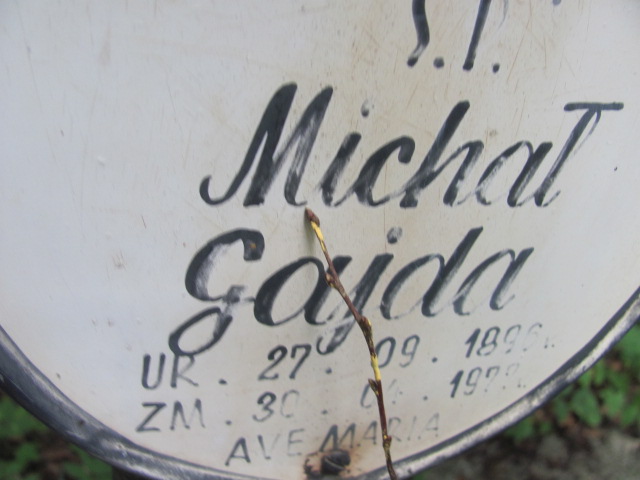 Ś.P.
Michał
Gajda
UR. 27.09.
ZM. 30.
AVE MARIA